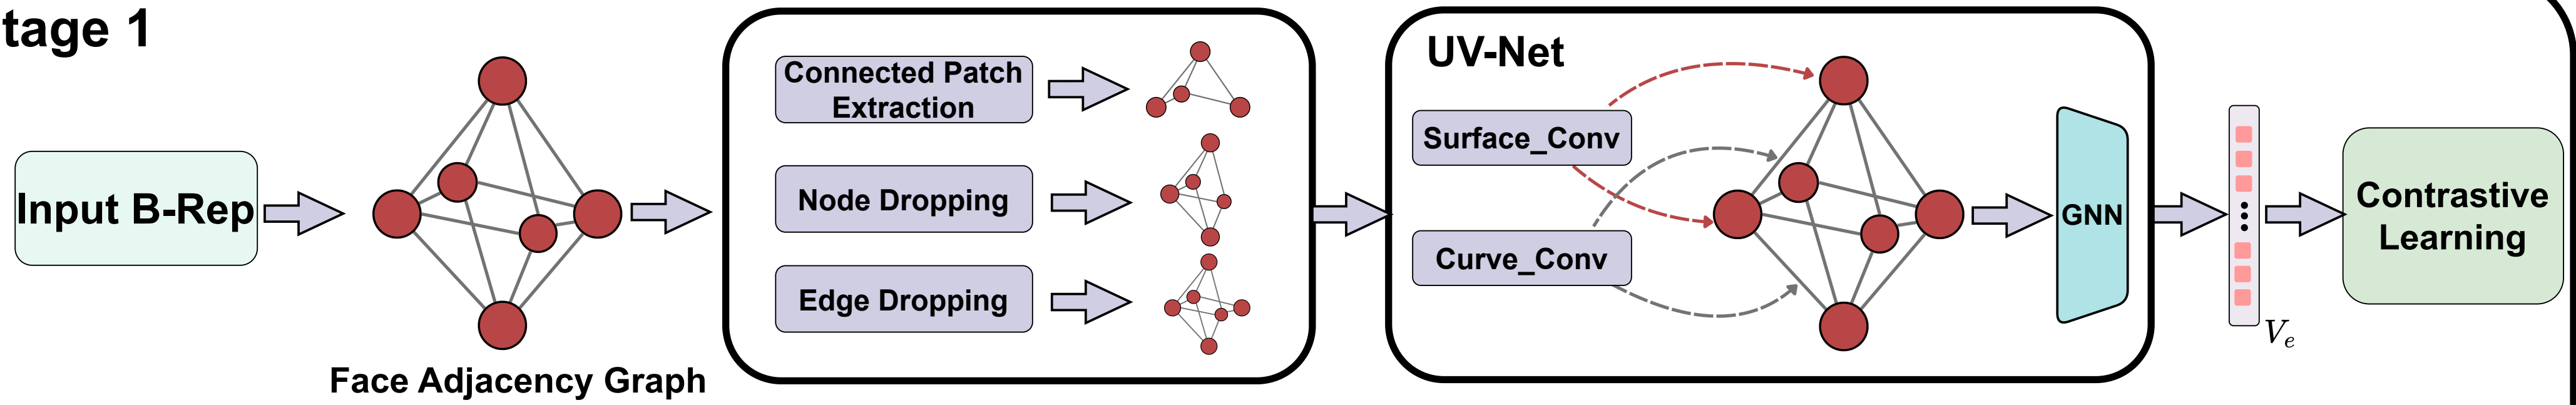 tage 1
Input B-Rep
Face Adjacency Graph
Connected Patch
Extraction
Node Dropping
Edge Dropping
UV-Net
Surface_Conv
Curve_Conv
GNN
V_e
Contrastive
Learning